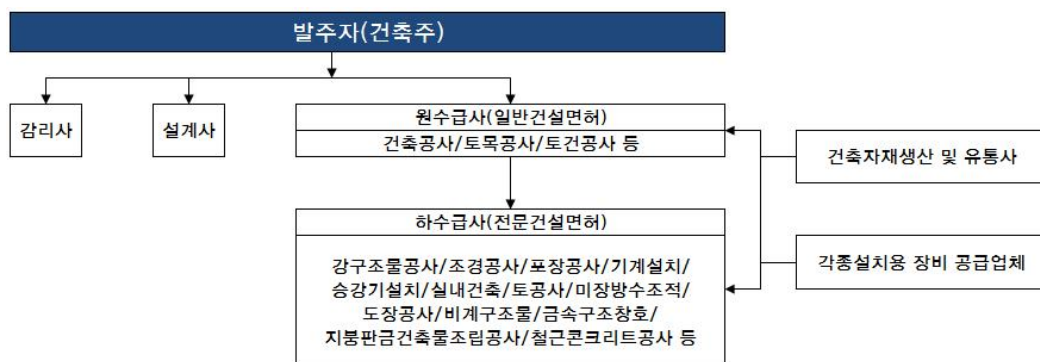 발주자(건축주)
감리사
설계사
원수급사(일반건설면허)
건축공사/토목공사/토건공사 등
건축자재생산 및 유통사
하수급사(전문건설면허)
강구조물공사/조경공사/포장공사/기계설치/
승강기설치/실내건축/토공사/미장방수조적/
도장공사/비계구조물/금속구조창호/
지붕판금건축물조립공사/철근콘크리트공사 등
각종설치용 장비 공급업체